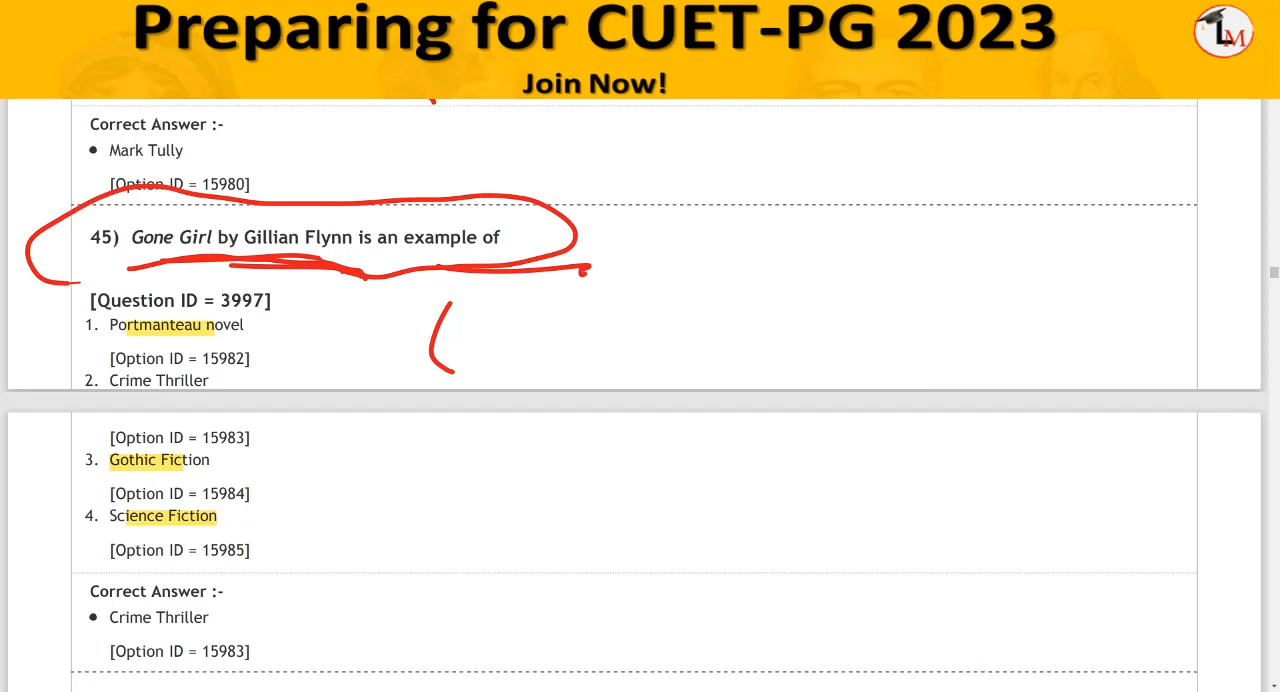 Preparing for CUET-PG 2023
Join Now!
LM
Correct Answer :-
• Mark Tully
[Option ID = 15980]
45) Gone Girl by Gillian Flynn is an example of
[Question ID = 3997]
1. Portmanteau novel
[Option ID = 15982]
2. Crime Thriller
[Option ID = 15983]
3. Gothic Fiction
[Option ID = 15984]
4. Science Fiction
[Option ID = 15985]
Correct Answer :-
• Crime Thriller
[Option ID = 15983]